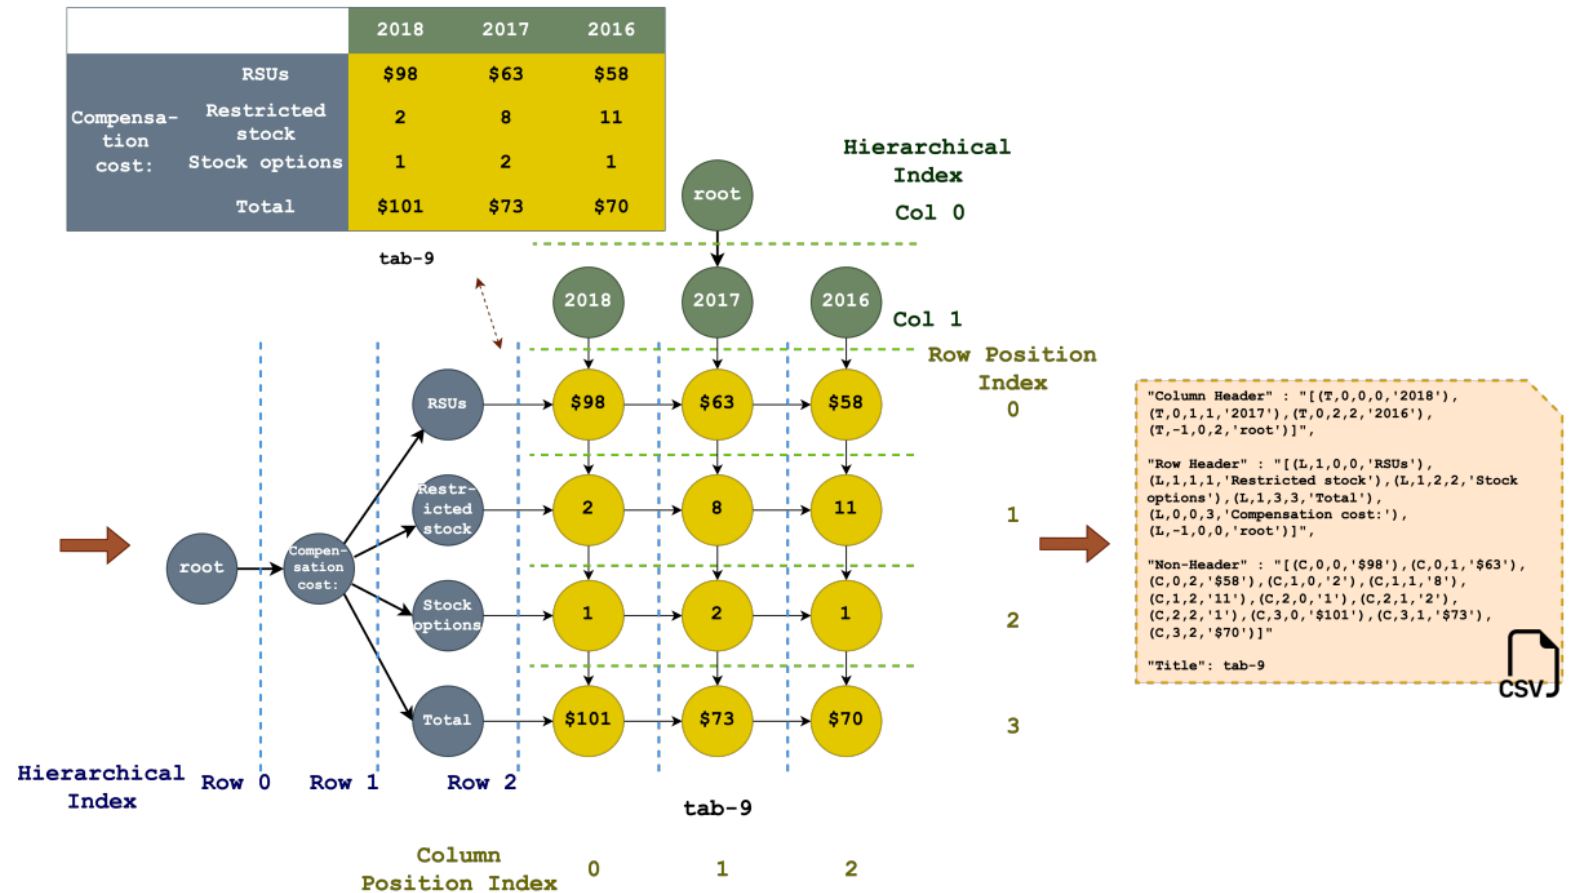 2018 2017 2016
RSUs $98 $63 $58
Compensa-
tion
cost:
Restricted
stock
2 8 11
Stock options 1 2 1
Total $101 $73 $70
tab-9
Hierarchical
Index
root
Col 0
2018 2017 2016
Col 1
Row Position
Index
RSUs $98 $63 $58 0
Restr-
icted
stock
2 8 11 1
root
Compen-
sation
cost:
Stock
options
1 2 1 2
Total $101 $73 $70 3
Hierarchical
Index
Row 0 Row 1 Row 2
tab-9
Column
Position Index
0 1 2
"Column Header" : "[(T,0,0,0,'2018'),
(T,0,1,1,'2017'),(T,0,2,2,'2016'),
(T,-1,0,2,'root')]",
"Row Header" : "[(L,1,0,0,'RSUs'),
(L,1,1,1,'Restricted stock'),(L,1,2,2,'Stock
options'),(L,1,3,3,'Total'),
(L,0,0,3,'Compensation cost:'),
(L,-1,0,0,'root')]",
"Non-Header" : "[(C,0,0,'$98'),(C,0,1,'$63'),
(C,0,2,'$58'),(C,1,0,'2'),(C,1,1,'8'),
(C,1,2,'11'),(C,2,0,'1'),(C,2,1,'2'),
(C,2,2,'1'),(C,3,0,'$101'),(C,3,1,'$73'),
(C,3,2,'$70')]"
"Title": tab-9
CSV